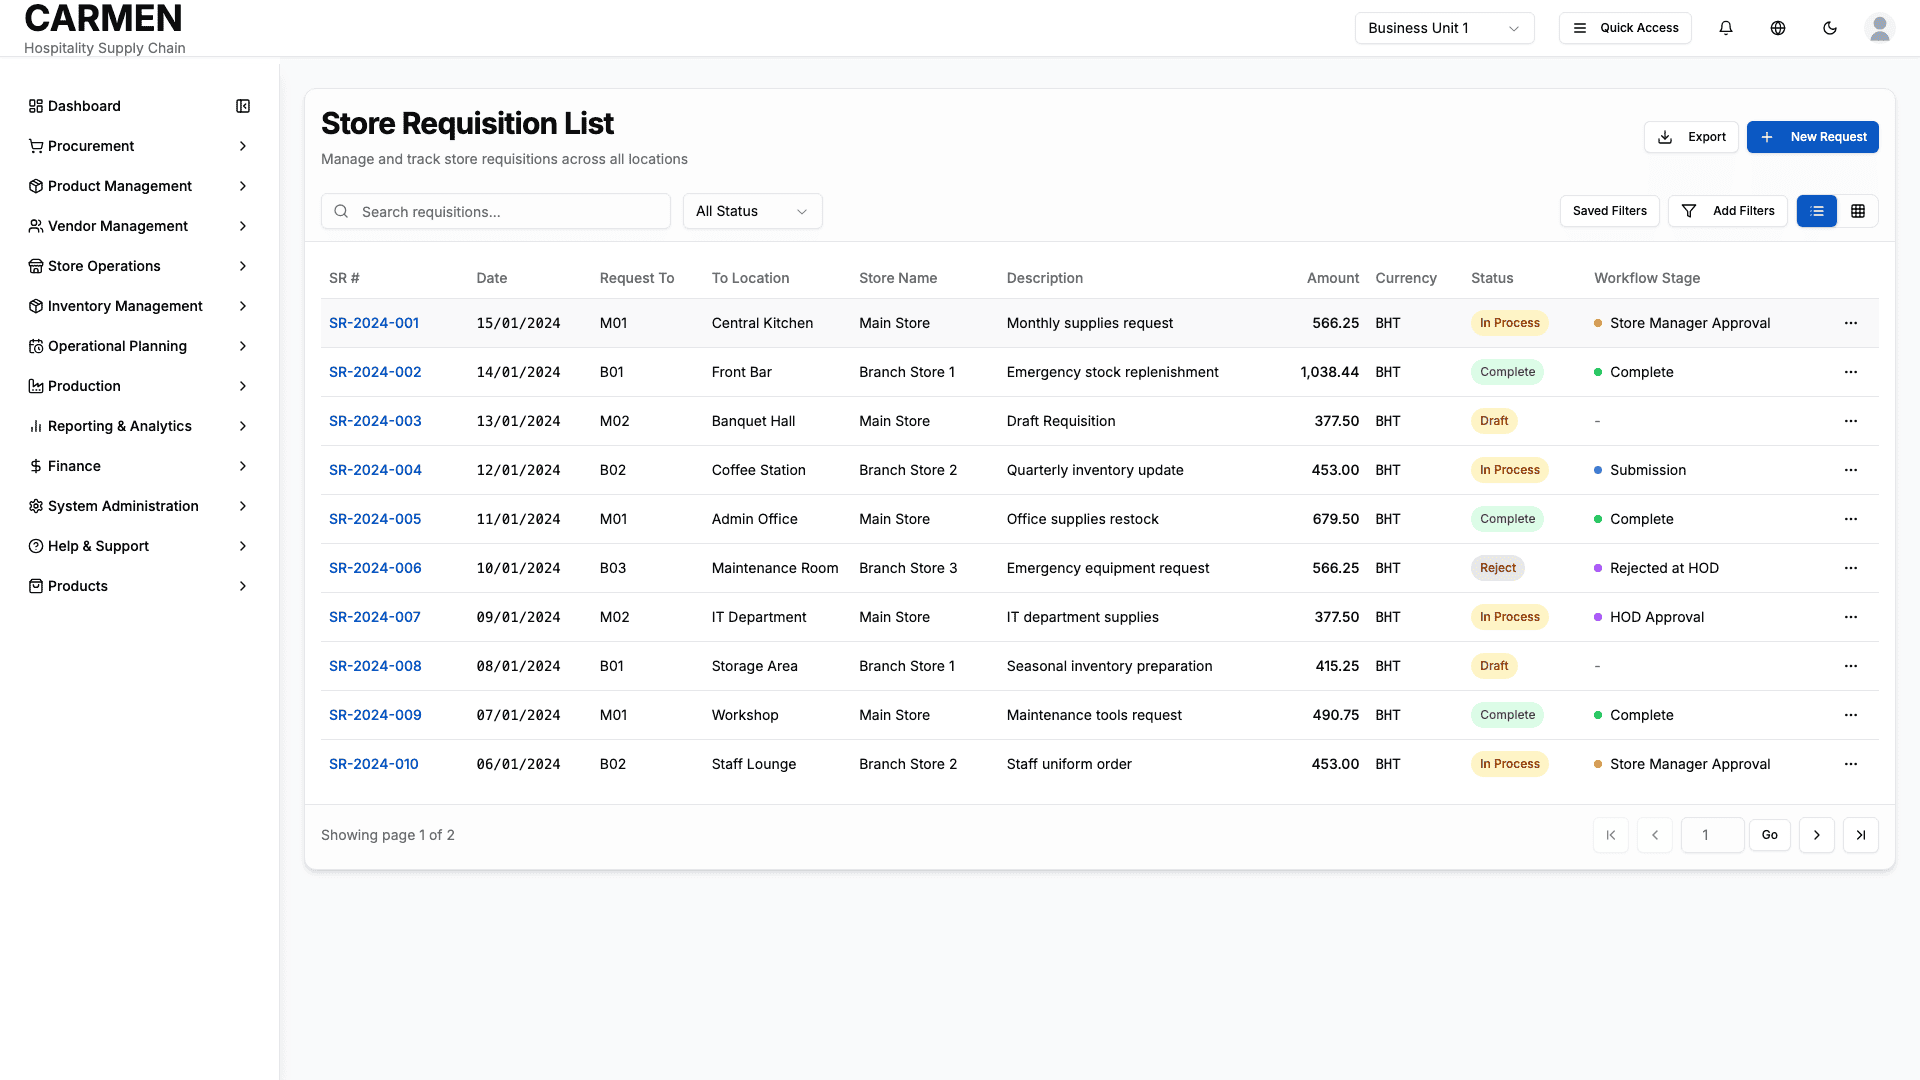 CARMEN
Hospitality Supply Chain
Business Unit 1
Quick Access
Dashboard
Procurement
Product Management
Vendor Management
Store Operations
Inventory Management
Operational Planning
Production
Reporting & Analytics
Finance
System Administration
Help & Support
Products
Store Requisition List
Manage and track store requisitions across all locations
Export
New Request
Search requisitions...
All Status
Saved Filters
Add Filters
SR # Date Request To To Location Store Name Description Amount Currency Status Workflow Stage
SR-2024-001 15/01/2024 M01 Central Kitchen Main Store Monthly supplies request 566.25 BHT In Process Store Manager Approval
SR-2024-002 14/01/2024 B01 Front Bar Branch Store 1 Emergency stock replenishment 1,038.44 BHT Complete Complete
SR-2024-003 13/01/2024 M02 Banquet Hall Main Store Draft Requisition 377.50 BHT Draft -
SR-2024-004 12/01/2024 B02 Coffee Station Branch Store 2 Quarterly inventory update 453.00 BHT In Process Submission
SR-2024-005 11/01/2024 M01 Admin Office Main Store Office supplies restock 679.50 BHT Complete Complete
SR-2024-006 10/01/2024 B03 Maintenance Room Branch Store 3 Emergency equipment request 566.25 BHT Reject Rejected at HOD
SR-2024-007 09/01/2024 M02 IT Department Main Store IT department supplies 377.50 BHT In Process HOD Approval
SR-2024-008 08/01/2024 B01 Storage Area Branch Store 1 Seasonal inventory preparation 415.25 BHT Draft -
SR-2024-009 07/01/2024 M01 Workshop Main Store Maintenance tools request 490.75 BHT Complete Complete
SR-2024-010 06/01/2024 B02 Staff Lounge Branch Store 2 Staff uniform order 453.00 BHT In Process Store Manager Approval
Showing page 1 of 2
1
Go